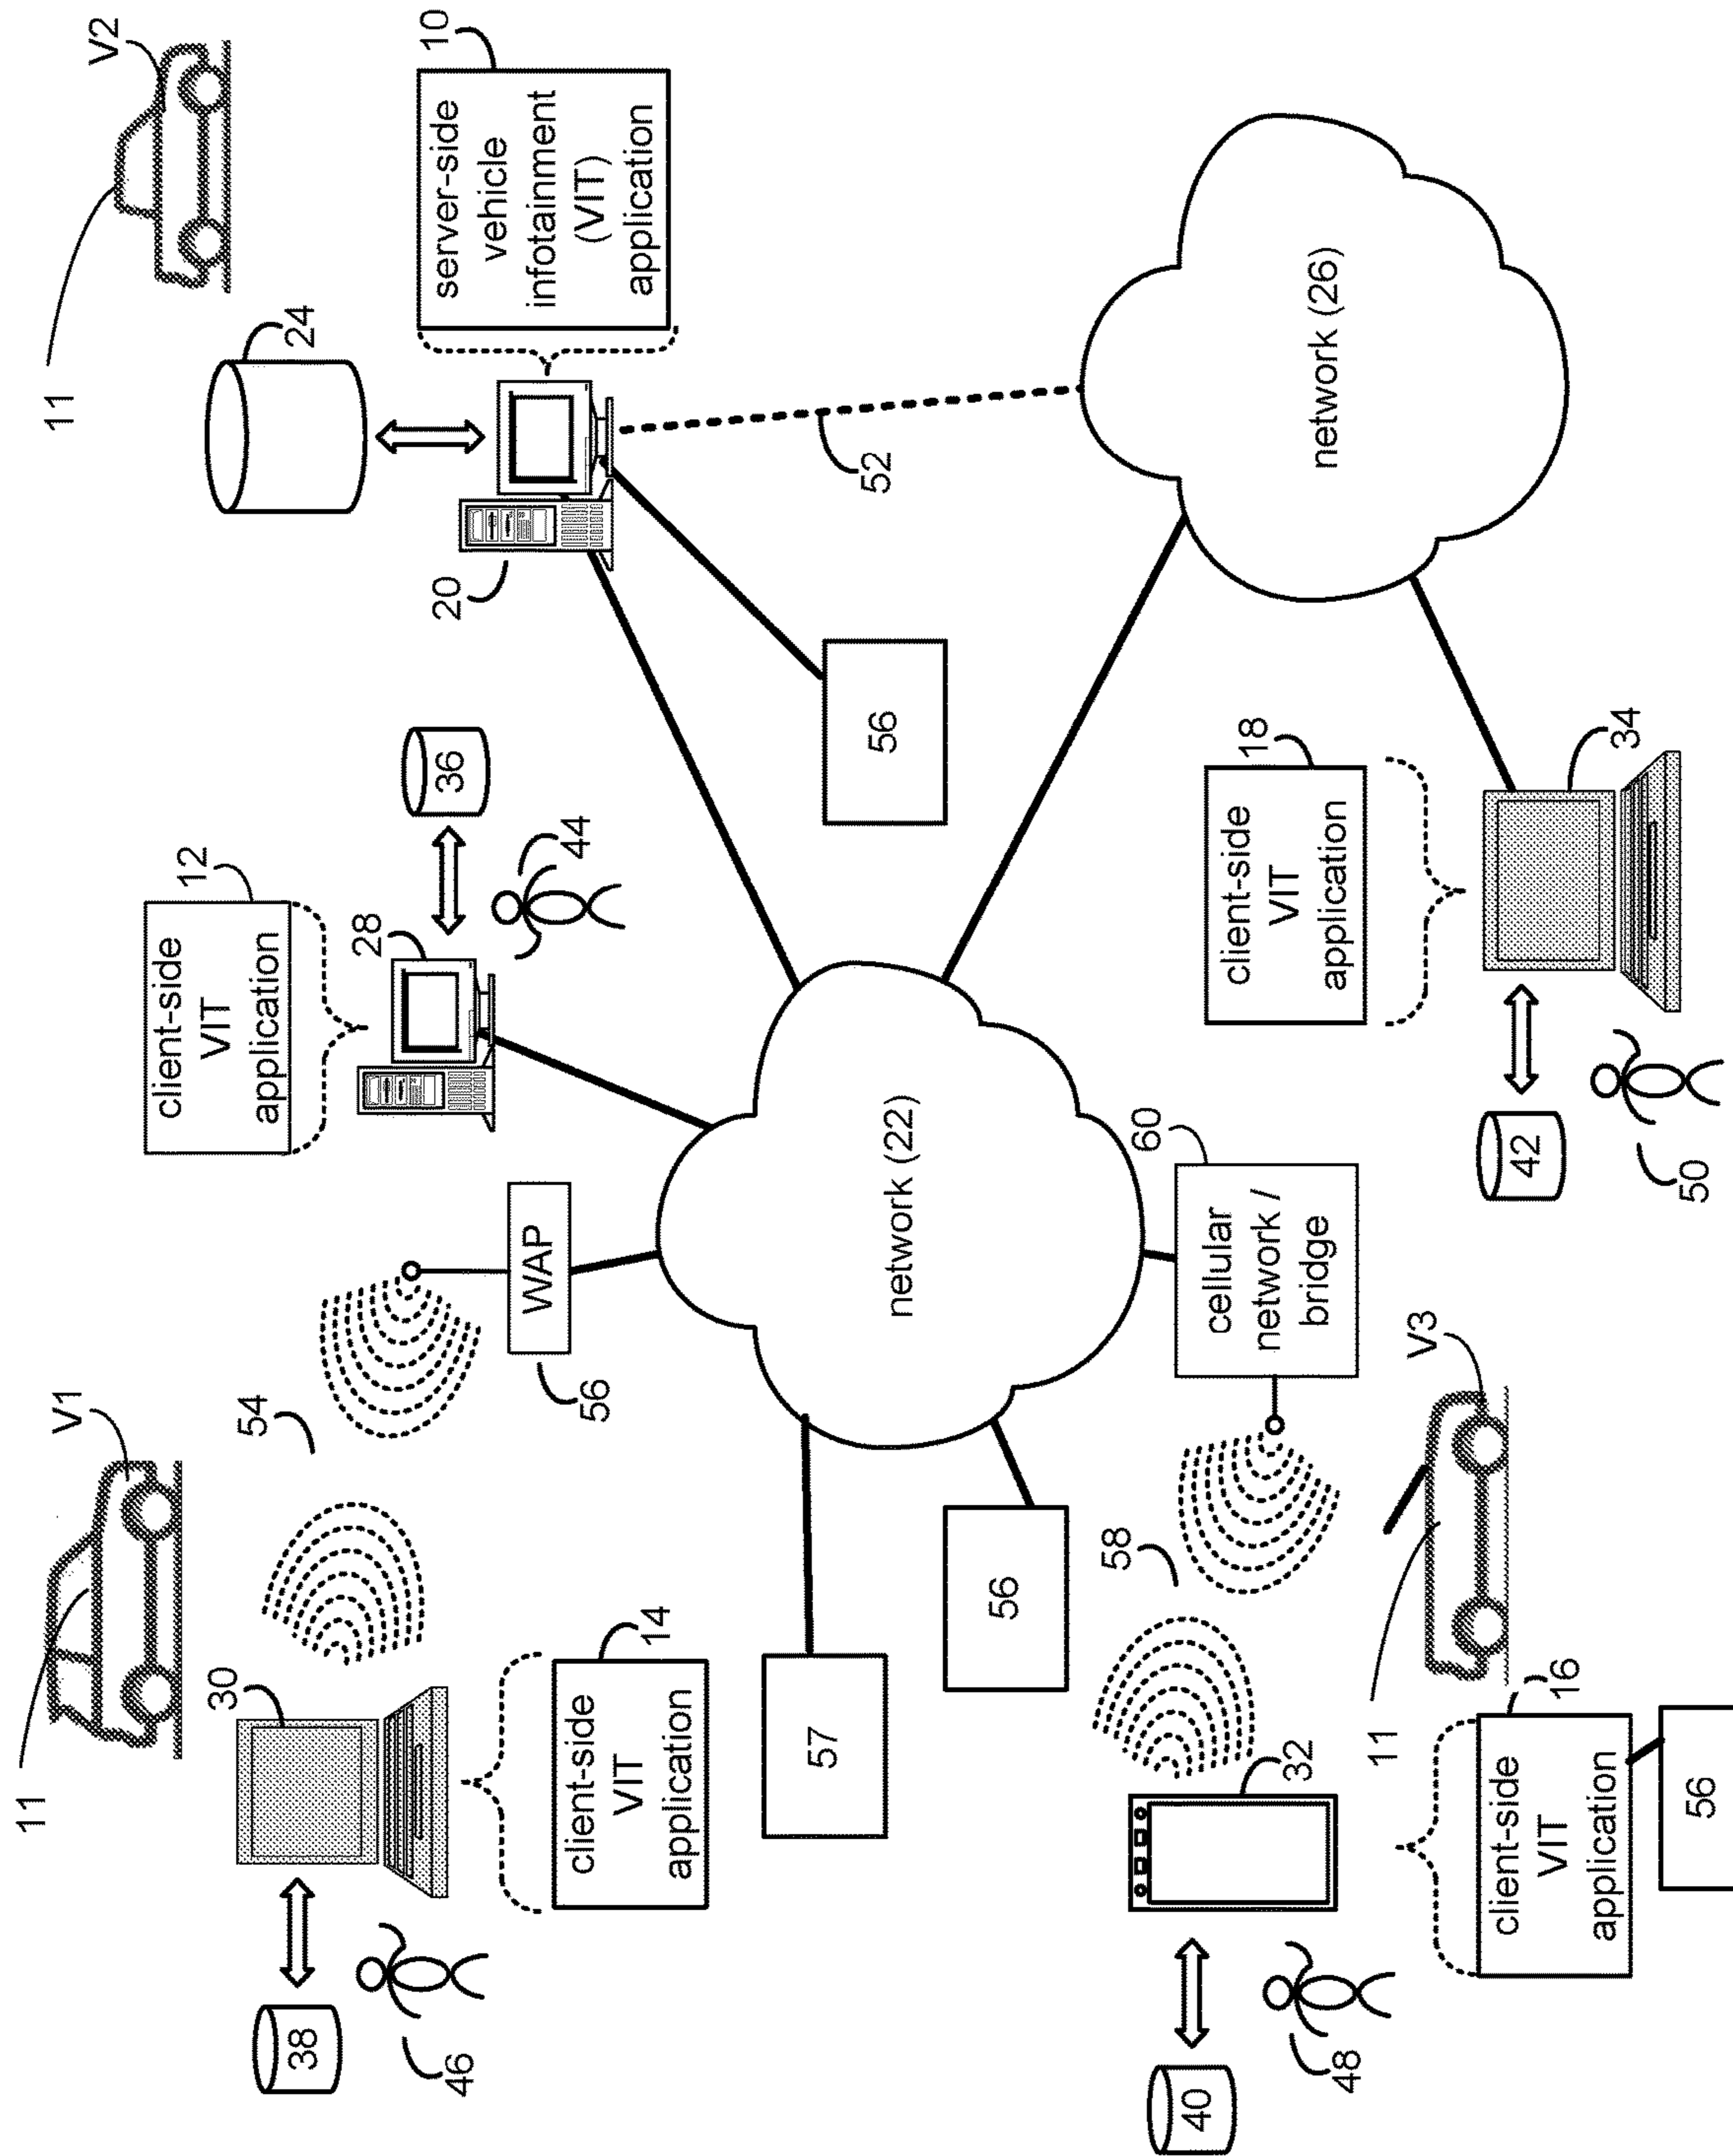 11
V1
11
V2
54
30
38
46
client-side
VIT
application
14
WAP
56
client-side
VIT
application
12
28
36
44
24
20
server-side
vehicle
infotainment
(VIT)
application
10
57
56
network (22)
56
52
network (26)
58
32
40
48
cellular
network /
bridge
60
client-side
VIT
application
18
34
42
50
11
V3
client-side
VIT
application
16
56